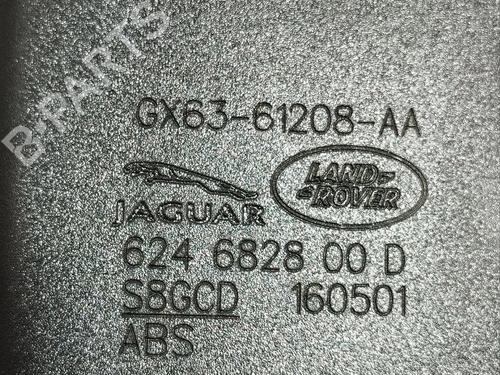 B-PARTS
GX63-61208-AA
JAGUAR
LAND
ROVER
624 6828 00 D
S8GCD 160501
ABS